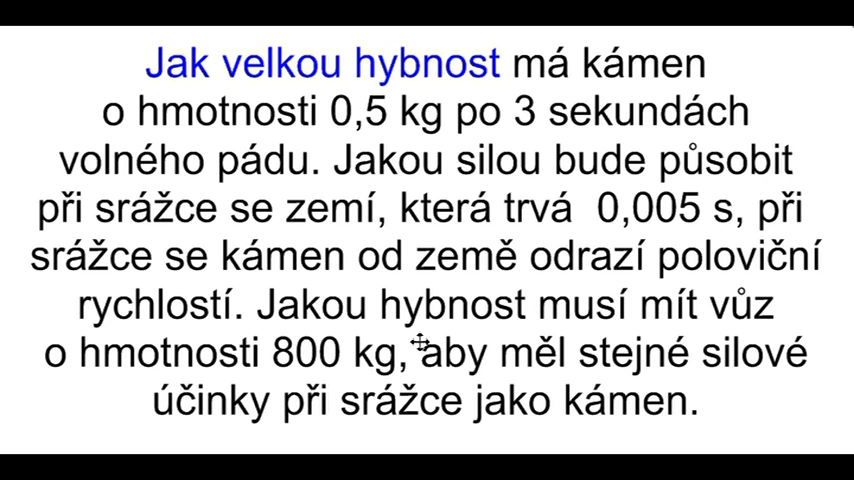 Jak velkou hybnost má kámen
o hmotnosti 0,5 kg po 3 sekundách
volného pádu. Jakou silou bude působit
při srážce se zemí, která trvá 0,005 s, při
srážce se kámen od země odrazí poloviční
rychlostí. Jakou hybnost musí mít vůz
o hmotnosti 800 kg, aby měl stejné silové
účinky při srážce jako kámen.